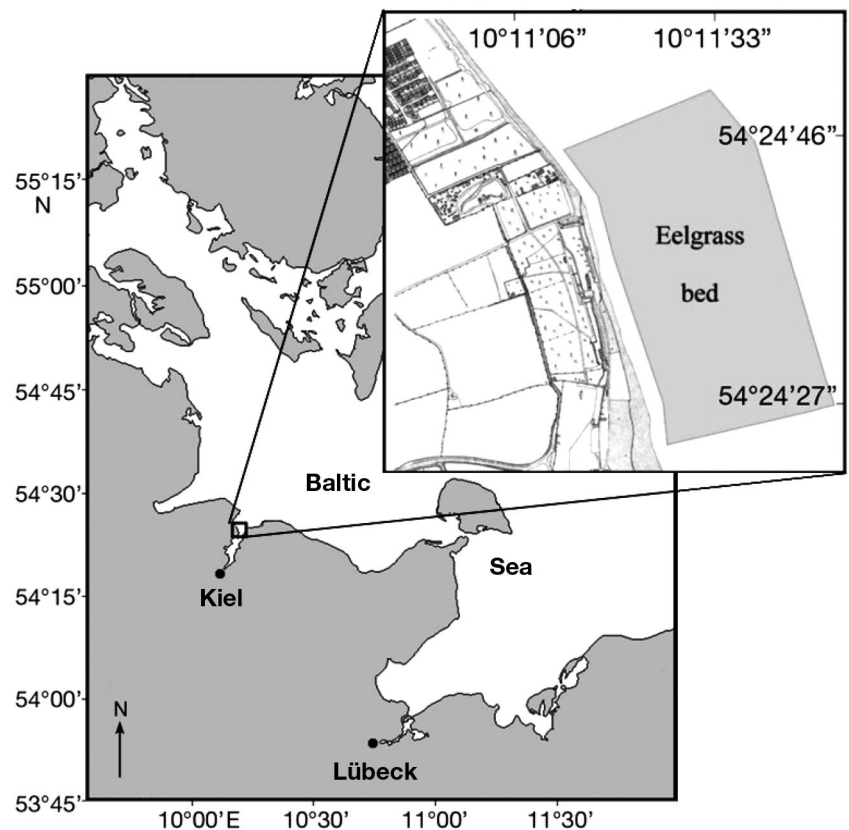 10°11’06”
10°11’33”
54°24’46”
Eelgrass
bed
54°24’27”
55°15’
N
55°00’
54°45’
54°30’
54°15’
54°00’
53°45’
Baltic
Sea
Kiel
Lübeck
N
10°00’E
10°30’
11°00’
11°30’